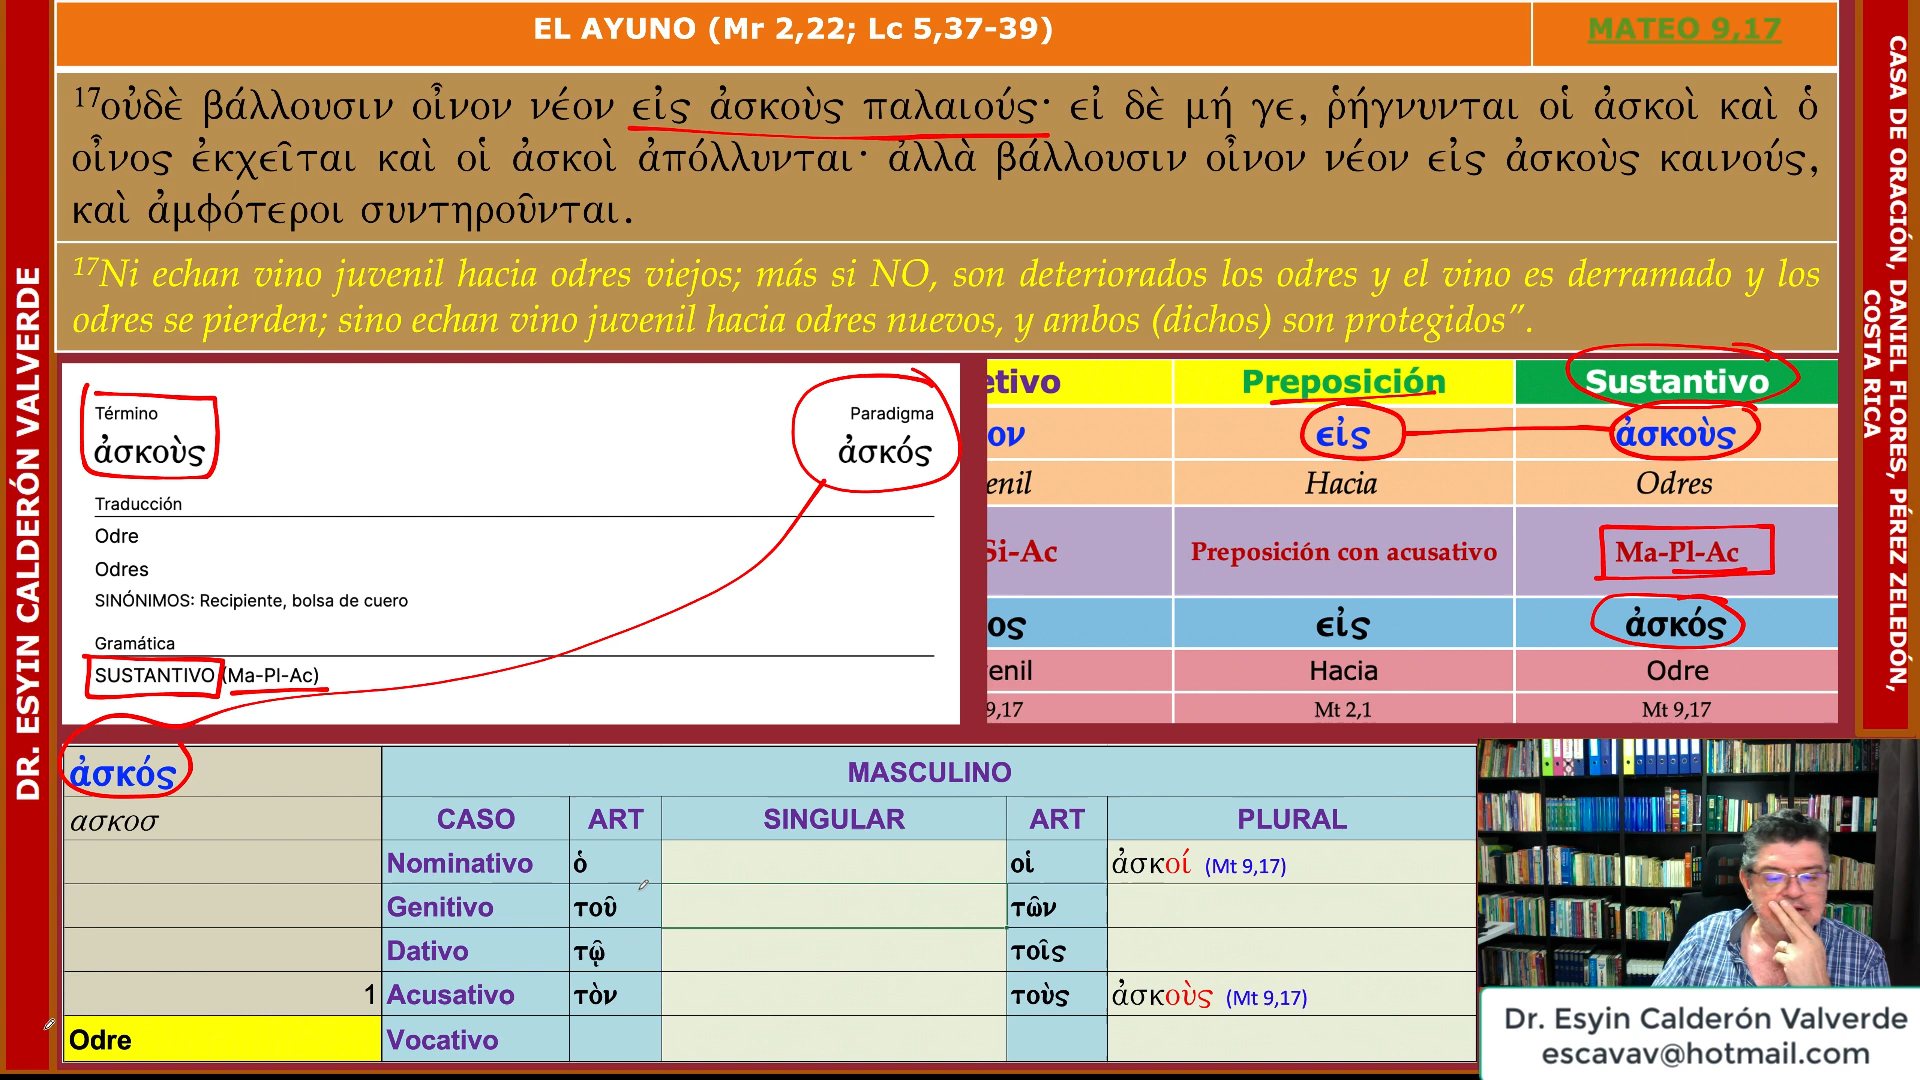 EL AYUNO (Mr 2,22; Lc 5,37-39)
MATEO 9,17
DR. ESYIN CALDERÓN VALVERDE
CASA DE ORACIÓN, DANIEL FLORES, PÉREZ ZELEDÓN,
COSTA RICA
17οὐδὲ βάλλουσιν οἶνον νέον εἰς ἀσκοὺς παλαιούς· εἰ δὲ μή γε, ῥήγνυνται οἱ ἀσκοὶ καὶ ὁ
οἶνος ἐκχεῖται καὶ οἱ ἀσκοὶ ἀπόλλυνται· ἀλλὰ βάλλουσιν οἶνον νέον εἰς ἀσκοὺς καινούς,
καὶ ἀμφότεροι συντηροῦνται.
17Ni echan vino juvenil hacia odres viejos; más si NO, son deteriorados los odres y el vino es derramado y los
odres se pierden; sino echan vino juvenil hacia odres nuevos, y ambos (dichos) son protegidos”.
Término
Paradigma
ἀσκοὺς
ἀσκός
Traducción
Odre
Odres
SINÓNIMOS: Recipiente, bolsa de cuero
Gramática
SUSTANTIVO (Ma-Pl-Ac)
etivo Preposición Sustantivo
ον εἰς ἀσκοὺς
enil Hacia Odres
Si-Ac Preposición con acusativo Ma-Pl-Ac
ος εἰς ἀσκός
enil Hacia Odre
9,17 Mt 2,1 Mt 9,17
ἀσκός MASCULINO
ασκοσ CASO ART SINGULAR ART PLURAL
Nominativo ὁ οἱ ἀσκοί (Mt 9,17)
Genitivo τοῦ τῶν
Dativo τῷ τοῖς
1 Acusativo τὸν τοὺς ἀσκοὺς (Mt 9,17)
Odre Vocativo
Dr. Esyin Calderón Valverde
escavav@hotmail.com